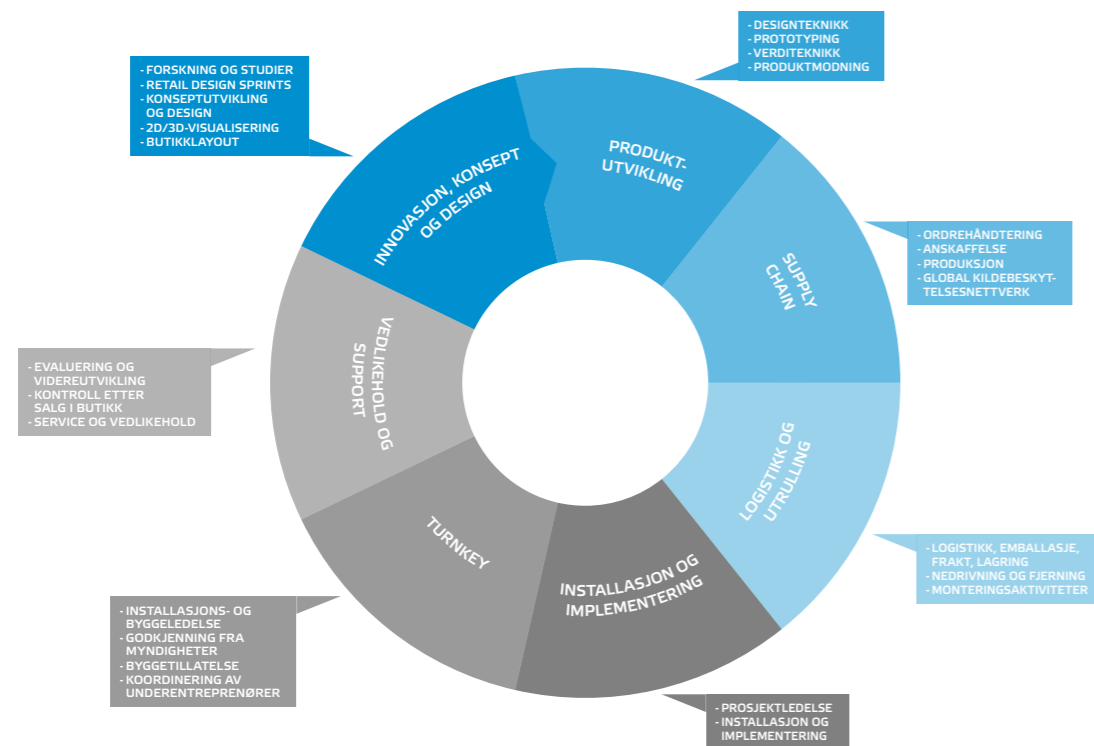 - DESIGNTEKNIKK
- PROTOTYPING
- VERDITEKNIKK
- PRODUKTMODNING
- FORSKNING OG STUDIER
- RETAIL DESIGN SPRINTS
- KONSEPTUTVIKLING
OG DESIGN
- 2D/3D-VISUALISERING
- BUTIKKLAYOUT
INNOVASJON, KONSEPT
OG DESIGN
PRODUKT-
UTVIKLING
SUPPLY
CHAIN
- ORDREHÅNDTERING
- ANSKAFFELSE
- PRODUKSJON
- GLOBAL KILDEBESKYT-
TELSESNETTVERK
LOGISTIKK OG
UTRULLING
- LOGISTIKK, EMBALLASJE,
FRAKT, LAGRING
- NEDRIVNING OG FJERNING
- MONTERINGSAKTIVITETER
INSTALLASJON OG
IMPLEMENTERING
- PROSJEKTLEDELSE
- INSTALLASJON OG
IMPLEMENTERING
TURNKEY
- INSTALLASJONS- OG
BYGGELEDELSE
- GODKJENNING FRA
MYNDIGHETER
- BYGGETILLATELSE
- KOORDINERING AV
UNDERENTREPRENØRER
VEDLIKEHOLD OG
SUPPORT
- EVALUERING OG
VIDEREUTVIKLING
- KONTROLL ETTER
SALG I BUTIKK
- SERVICE OG VEDLIKEHOLD